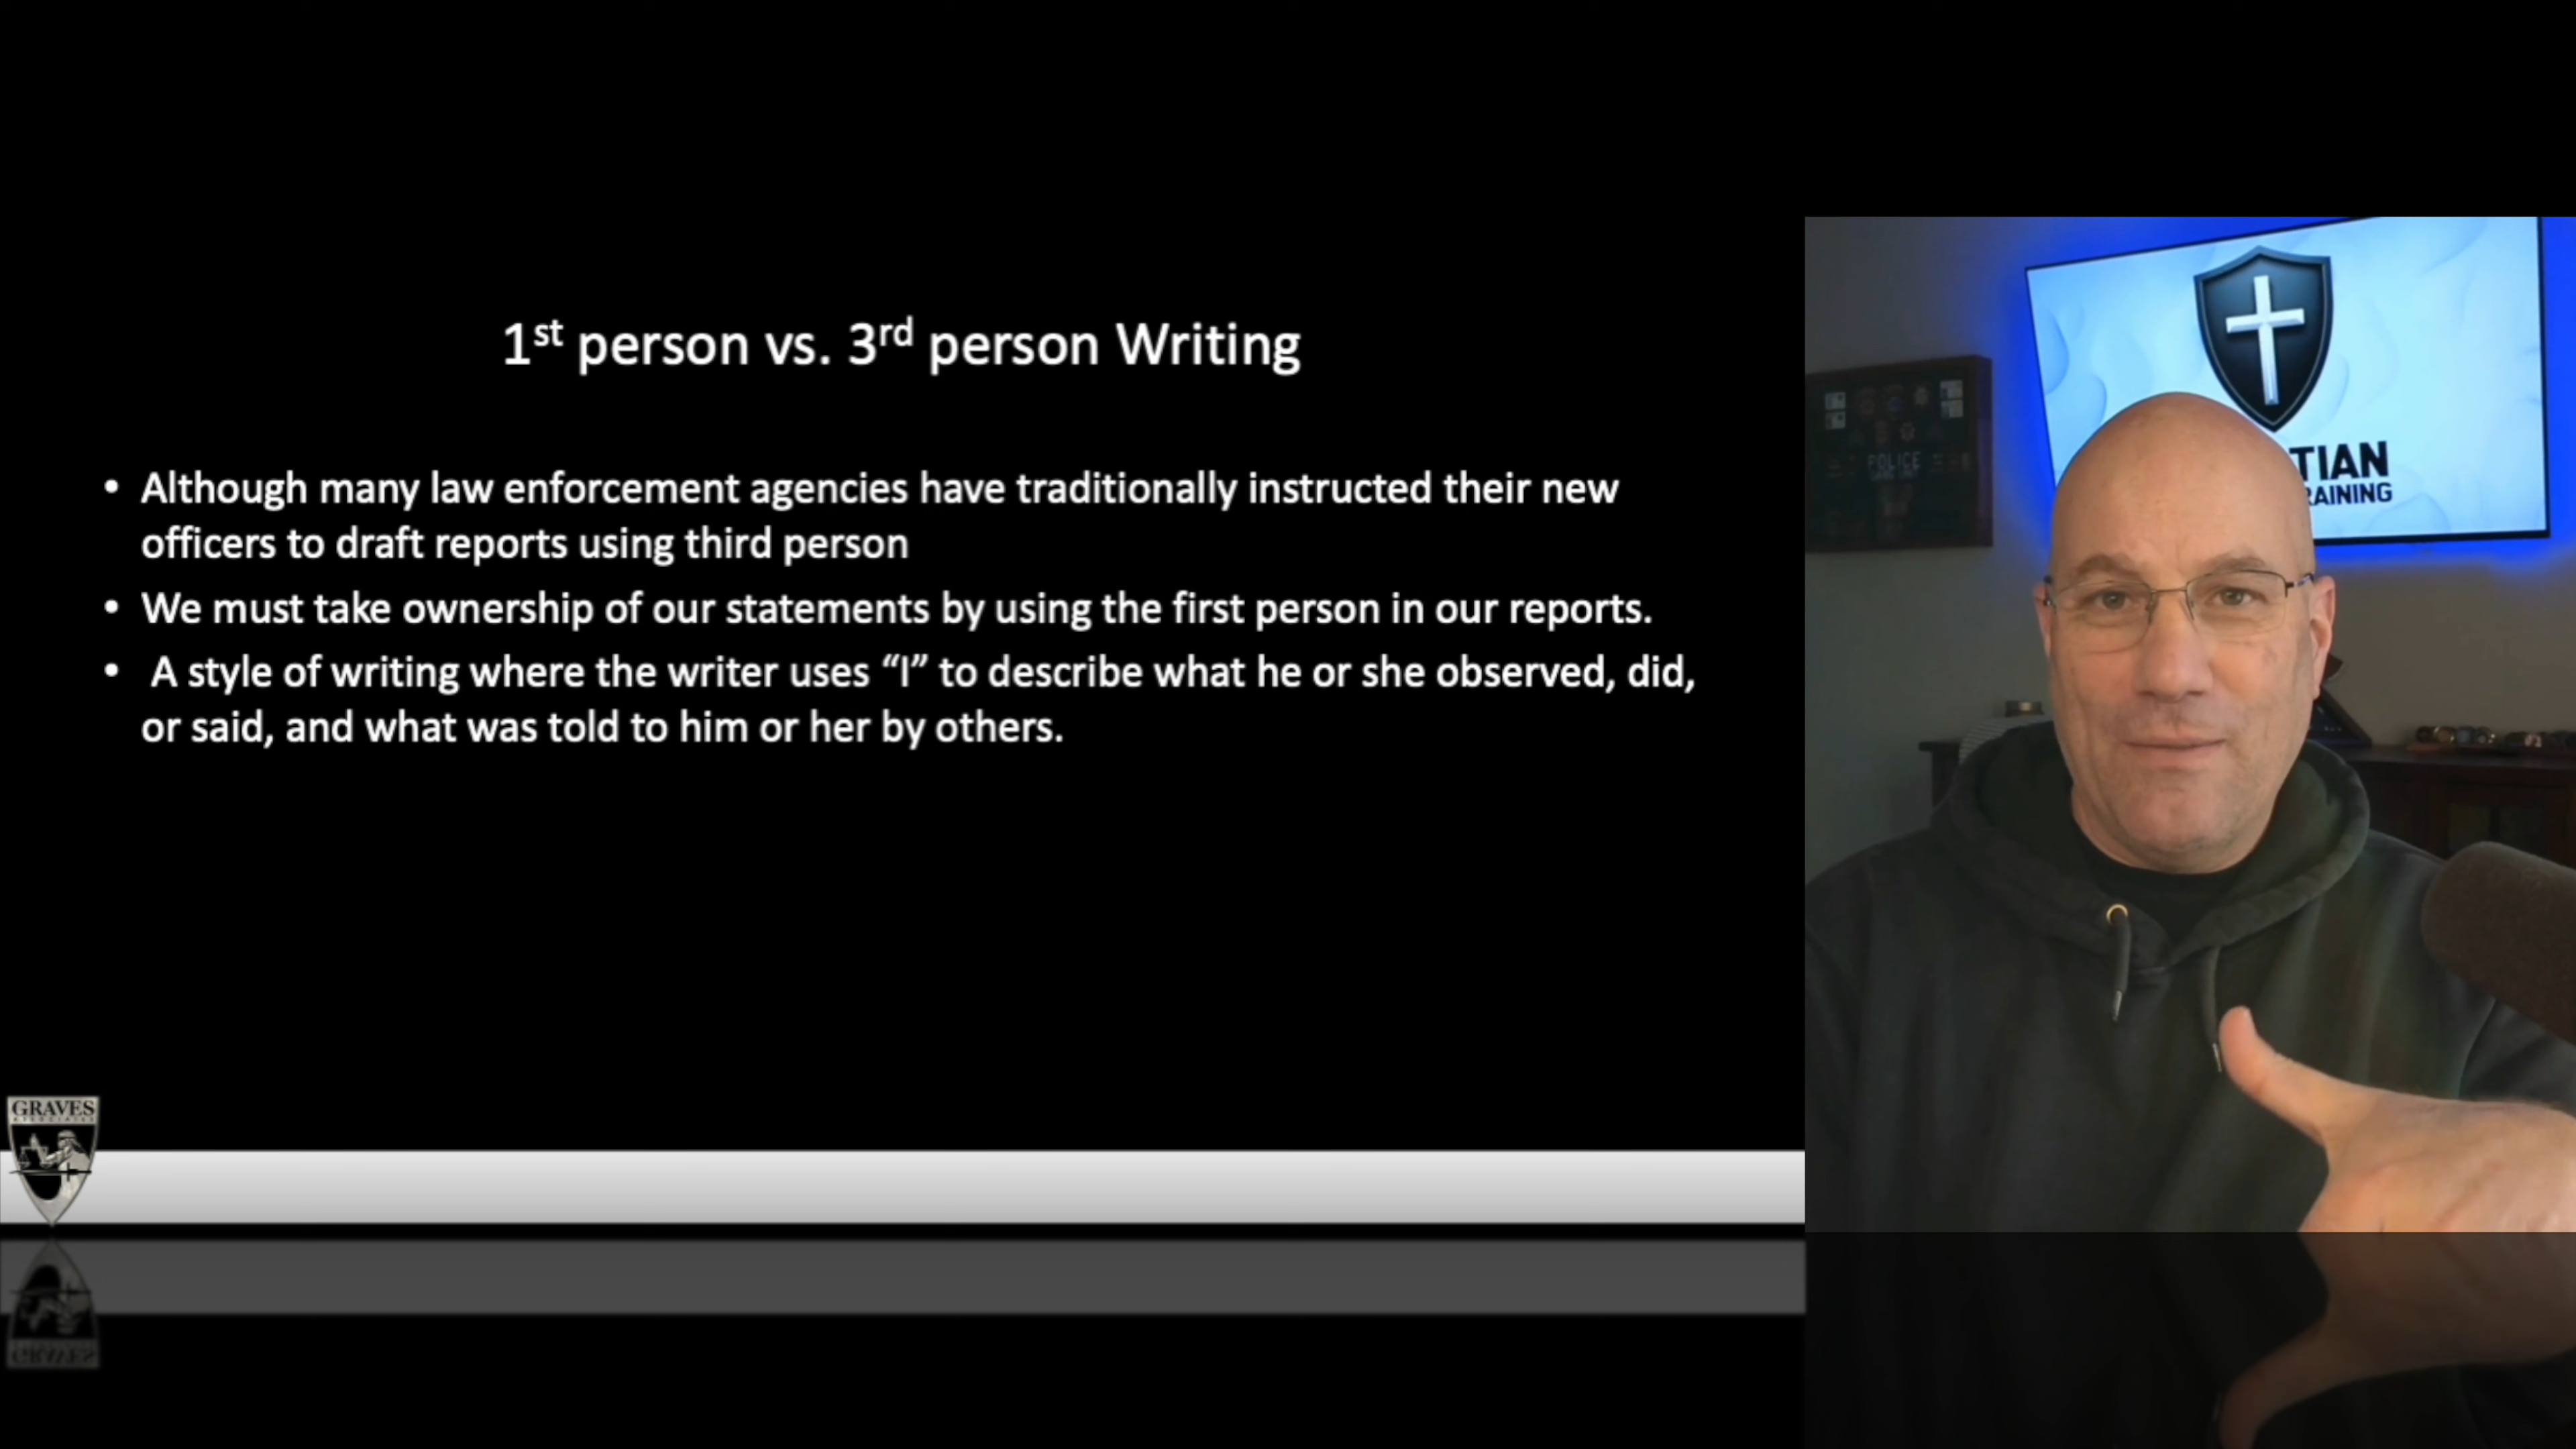 1st person vs. 3rd person Writing
• Although many law enforcement agencies have traditionally instructed their new
officers to draft reports using third person
• We must take ownership of our statements by using the first person in our reports.
• A style of writing where the writer uses “I” to describe what he or she observed, did,
or said, and what was told to him or her by others.
TIAN
RAINING
POLICE
GRAVES
ASSOCIATES